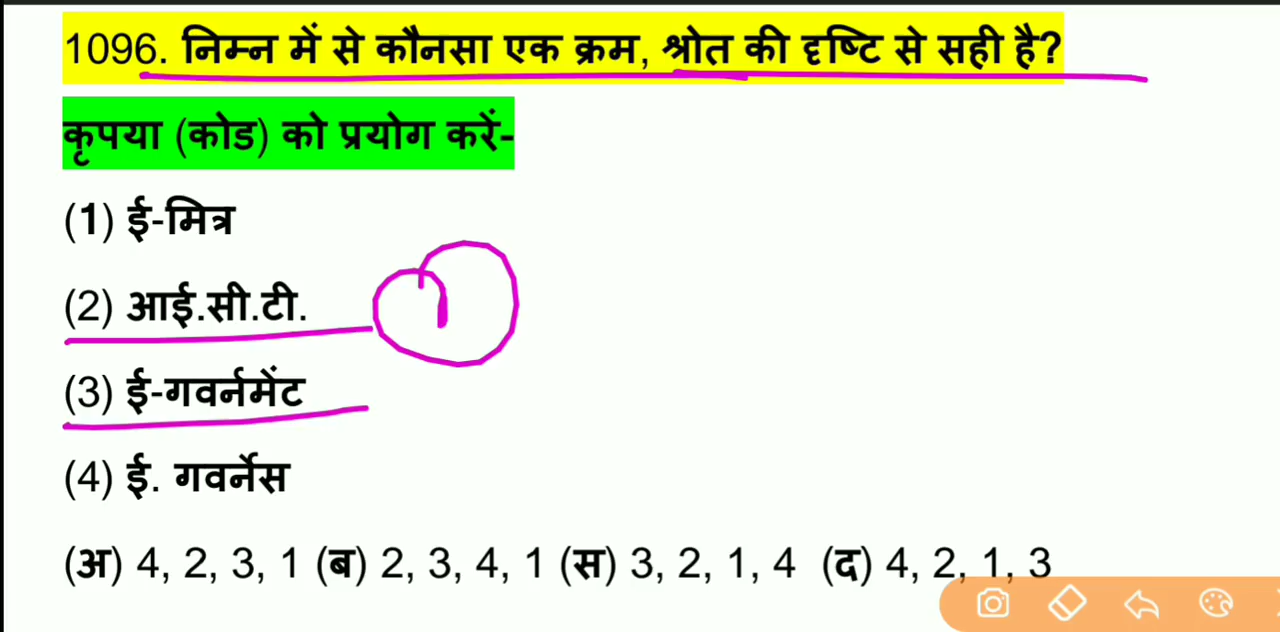 1096. निम्न में से कौनसा एक क्रम, श्रोत की दृष्टि से सही है?
कृपया (कोड) को प्रयोग करें-
(1) ई-मित्र
(2) आई.सी.टी.
(3) ई-गवर्नमेंट
(4) ई. गवर्नेस
(अ) 4, 2, 3, 1 (ब) 2, 3, 4, 1 (स) 3, 2, 1, 4 (द) 4, 2, 1, 3